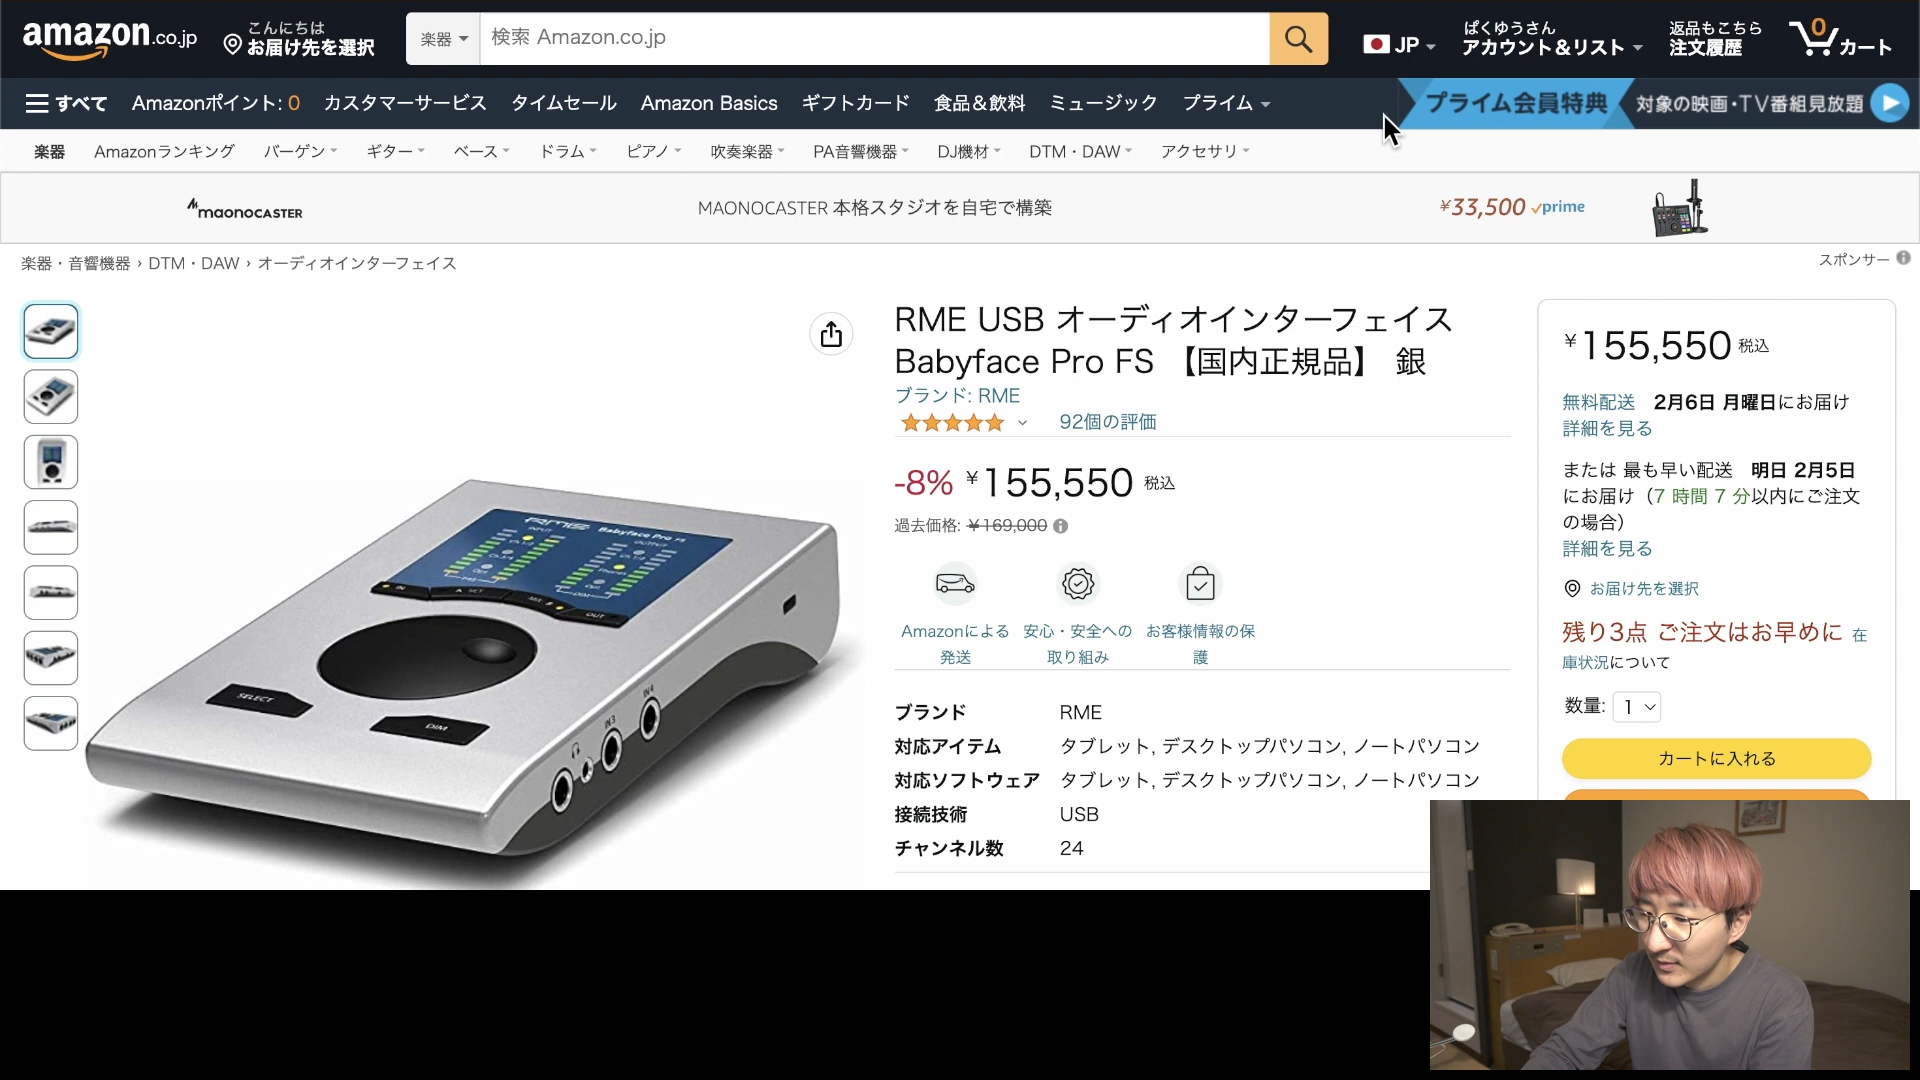 amazon.co.jp
こんにちは
お届け先を選択
楽器
検索 Amazon.co.jp
JP
ぱくゆうさん
アカウント＆リスト
返品もこちら
注文履歴
0
カート
すべて
Amazonポイント: 0
カスタマーサービス
タイムセール
Amazon Basics
ギフトカード
食品＆飲料
ミュージック
プライム
プライム会員特典
対象の映画・TV番組見放題
楽器
Amazonランキング
バーゲン
ギター
ベース
ドラム
ピアノ
吹奏楽器
PA音響機器
DJ機材
DTM・DAW
アクセサリ
maonocaster
MAONOCASTER 本格スタジオを自宅で構築
¥33,500 prime
楽器・音響機器 › DTM・DAW › オーディオインターフェイス
スポンサー
RME USB オーディオインターフェイス
Babyface Pro FS 【国内正規品】 銀
ブランド: RME
92個の評価
-8% ¥155,550 税込
過去価格: ¥169,000
Amazonによる
発送
安心・安全への
取り組み
お客様情報の保
護
ブランド RME
対応アイテム タブレット, デスクトップパソコン, ノートパソコン
対応ソフトウェア タブレット, デスクトップパソコン, ノートパソコン
接続技術 USB
チャンネル数 24
¥155,550 税込
無料配送 2月6日 月曜日にお届け
詳細を見る
または 最も早い配送 明日 2月5日
にお届け（7 時間 7 分以内にご注文
の場合）
詳細を見る
お届け先を選択
残り3点 ご注文はお早めに 在
庫状況について
数量: 1
カートに入れる
RME Babyface Pro FS
INPUT
OUTPUT
IN
SET
MIX
OUT
SELECT
DIM
IN 3
IN 4